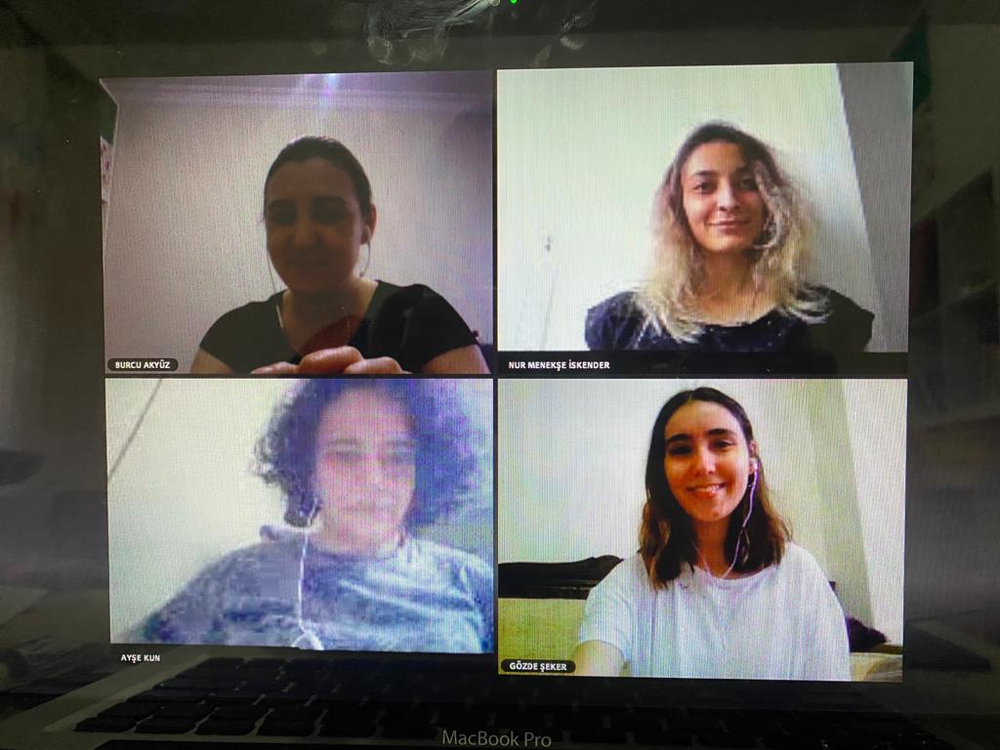 BURCU AKYÜZ
NUR MENEKŞE İSKENDER
AYŞE KUN
GÖZDE ŞEKER
MacBook Pro